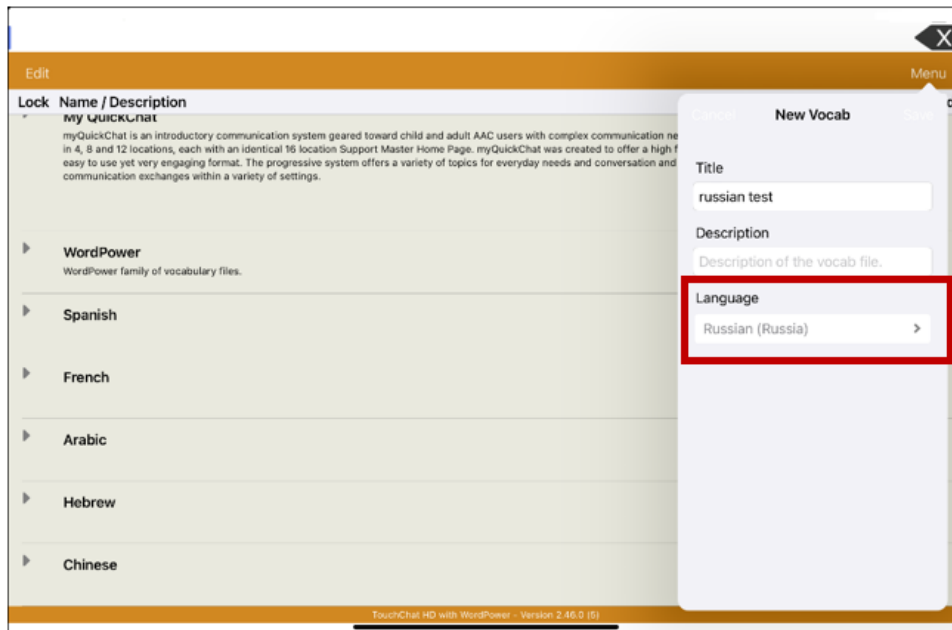 X
Edit
Menu
Lock Name / Description
My QuickChat
myQuickChat is an introductory communication system geared toward child and adult AAC users with complex communication ne
in 4, 8 and 12 locations, each with an identical 16 location Support Master Home Page. myQuickChat was created to offer a high f
easy to use yet very engaging format. The progressive system offers a variety of topics for everyday needs and conversation and
communication exchanges within a variety of settings.
WordPower
WordPower family of vocabulary files.
Spanish
French
Arabic
Hebrew
Chinese
Cancel New Vocab Save
Title
russian test
Description
Description of the vocab file.
Language
Russian (Russia)
TouchChat HD with WordPower - Version 2.46.0 (5)